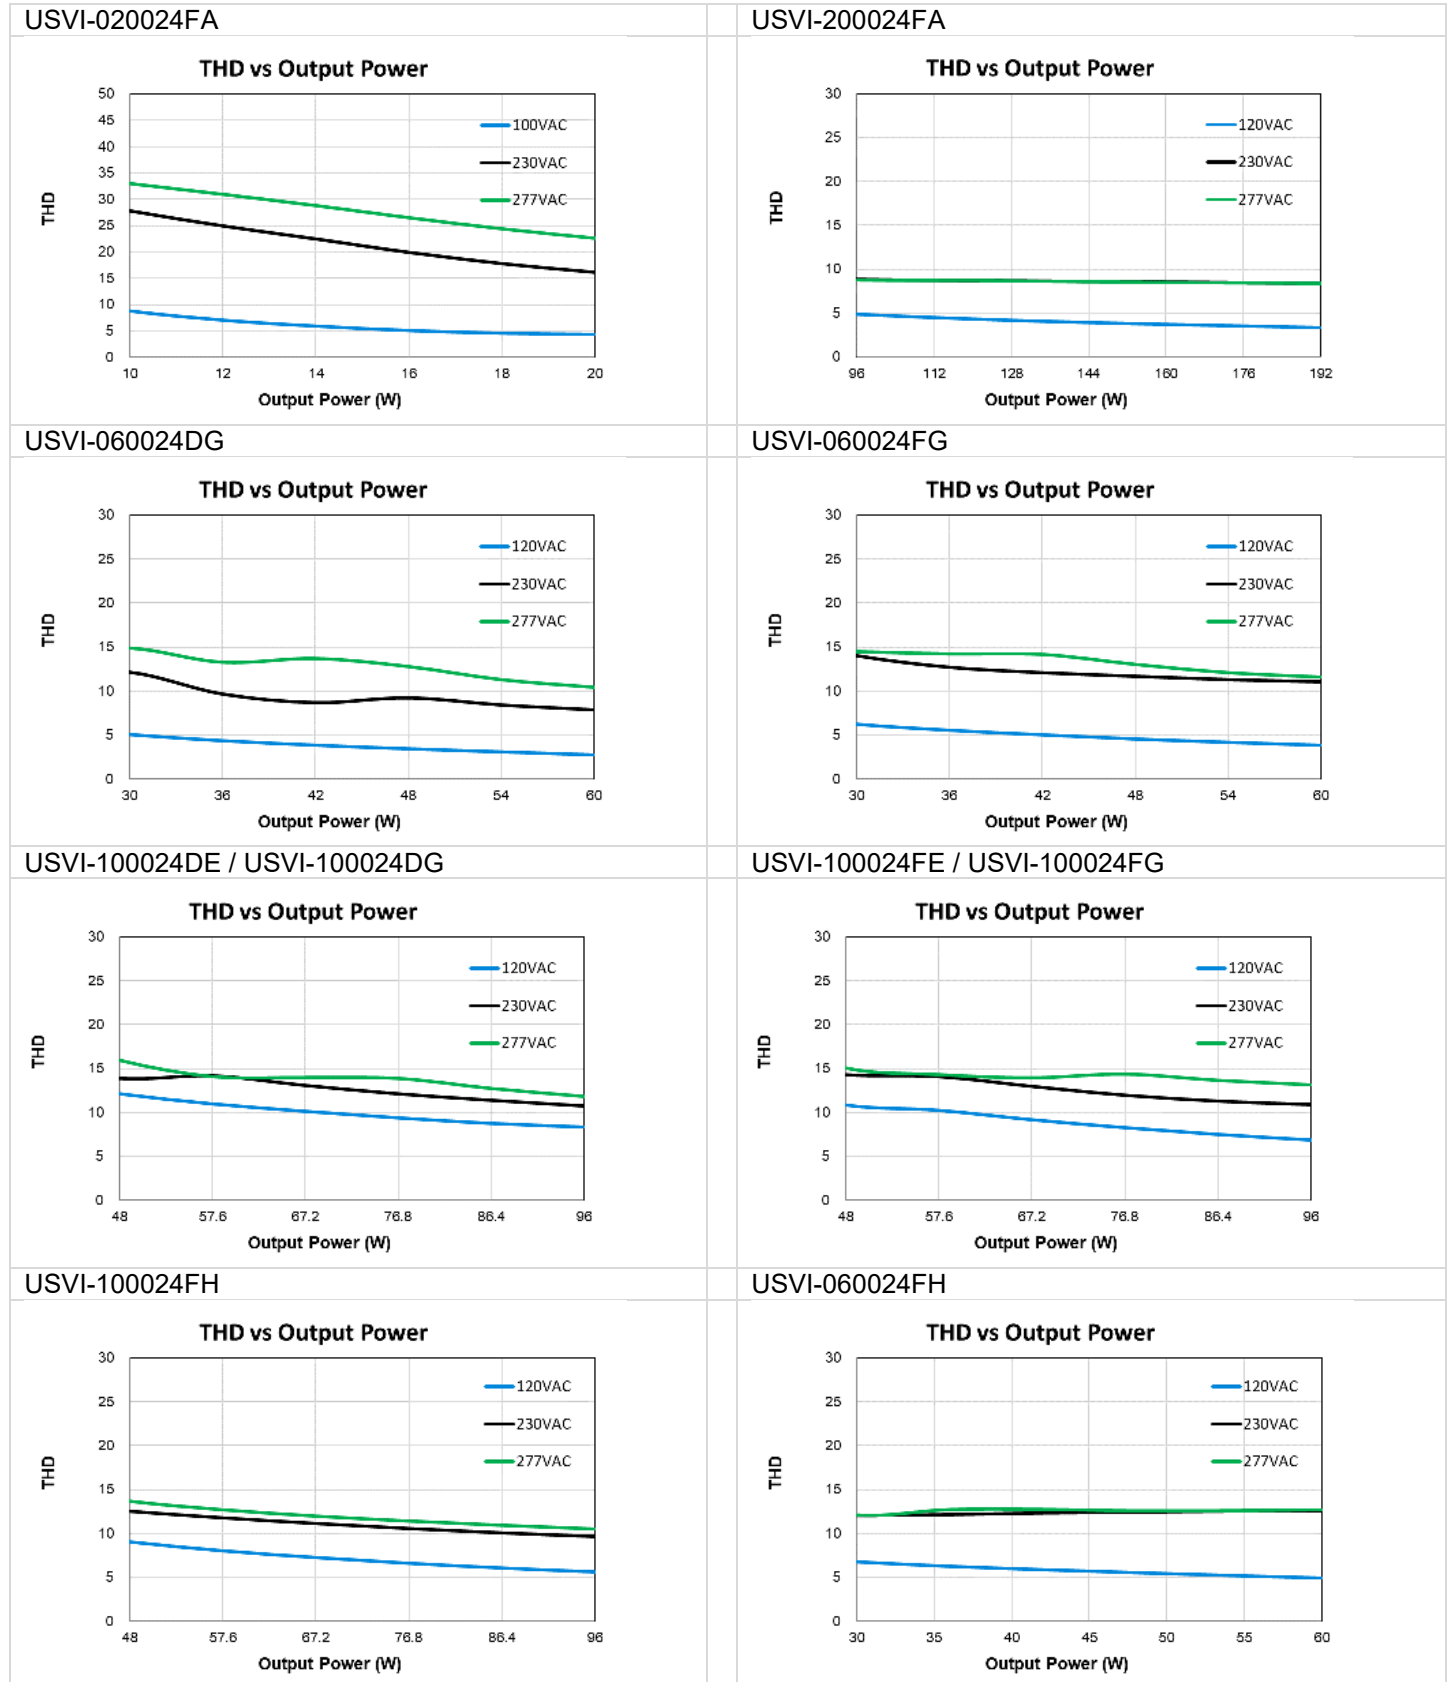 USVI-020024FA
THD vs Output Power
50
45
40
35
30
25
20
15
10
5
0
THD
100VAC
230VAC
277VAC
10 12 14 16 18 20
Output Power (W)
USVI-200024FA
THD vs Output Power
30
25
20
15
10
5
0
THD
120VAC
230VAC
277VAC
96 112 128 144 160 176 192
Output Power (W)
USVI-060024DG
THD vs Output Power
30
25
20
15
10
5
0
THD
120VAC
230VAC
277VAC
30 36 42 48 54 60
Output Power (W)
USVI-060024FG
THD vs Output Power
30
25
20
15
10
5
0
THD
120VAC
230VAC
277VAC
30 36 42 48 54 60
Output Power (W)
USVI-100024DE / USVI-100024DG
THD vs Output Power
30
25
20
15
10
5
0
THD
120VAC
230VAC
277VAC
48 57.6 67.2 76.8 86.4 96
Output Power (W)
USVI-100024FE / USVI-100024FG
THD vs Output Power
30
25
20
15
10
5
0
THD
120VAC
230VAC
277VAC
48 57.6 67.2 76.8 86.4 96
Output Power (W)
USVI-100024FH
THD vs Output Power
30
25
20
15
10
5
0
THD
120VAC
230VAC
277VAC
48 57.6 67.2 76.8 86.4 96
Output Power (W)
USVI-060024FH
THD vs Output Power
30
25
20
15
10
5
0
THD
120VAC
230VAC
277VAC
30 35 40 45 50 55 60
Output Power (W)